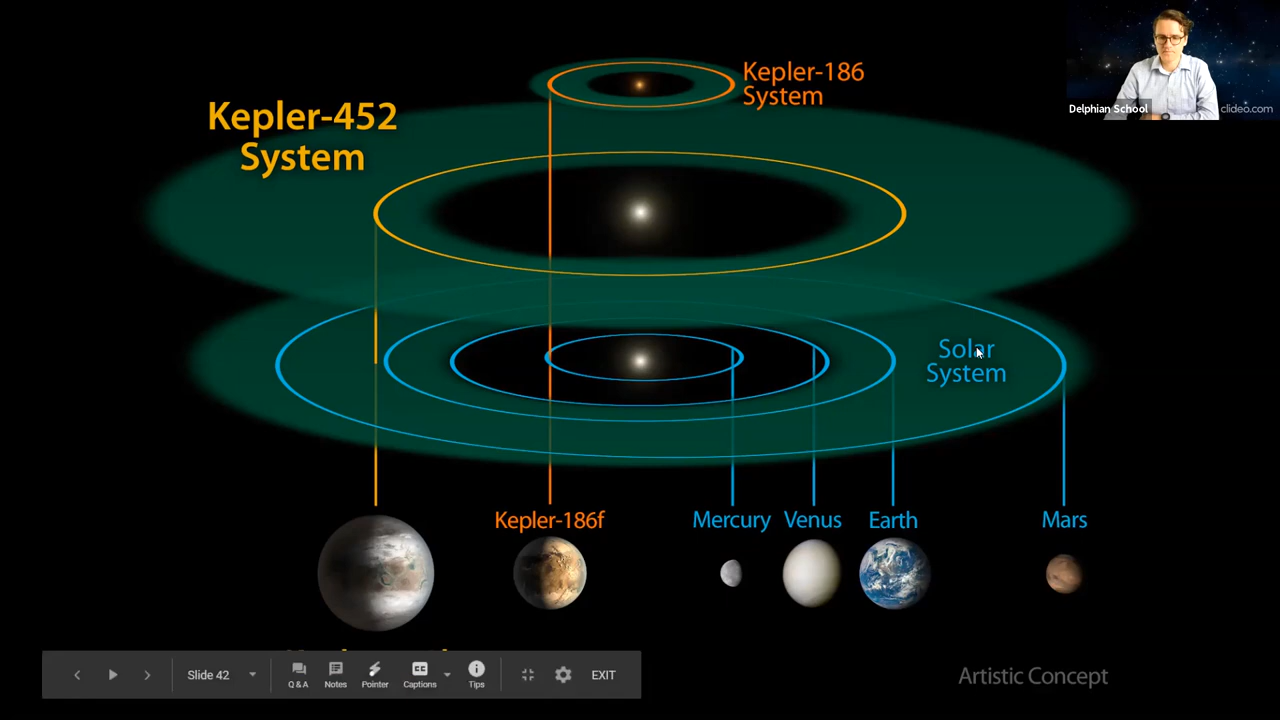 Kepler-186
System
Kepler-452
System
Delphian School
clideo.com
Solar
System
Kepler-186f
Mercury
Venus
Earth
Mars
Slide 42
Q & A
Notes
Pointer
Captions
Tips
EXIT
Artistic Concept